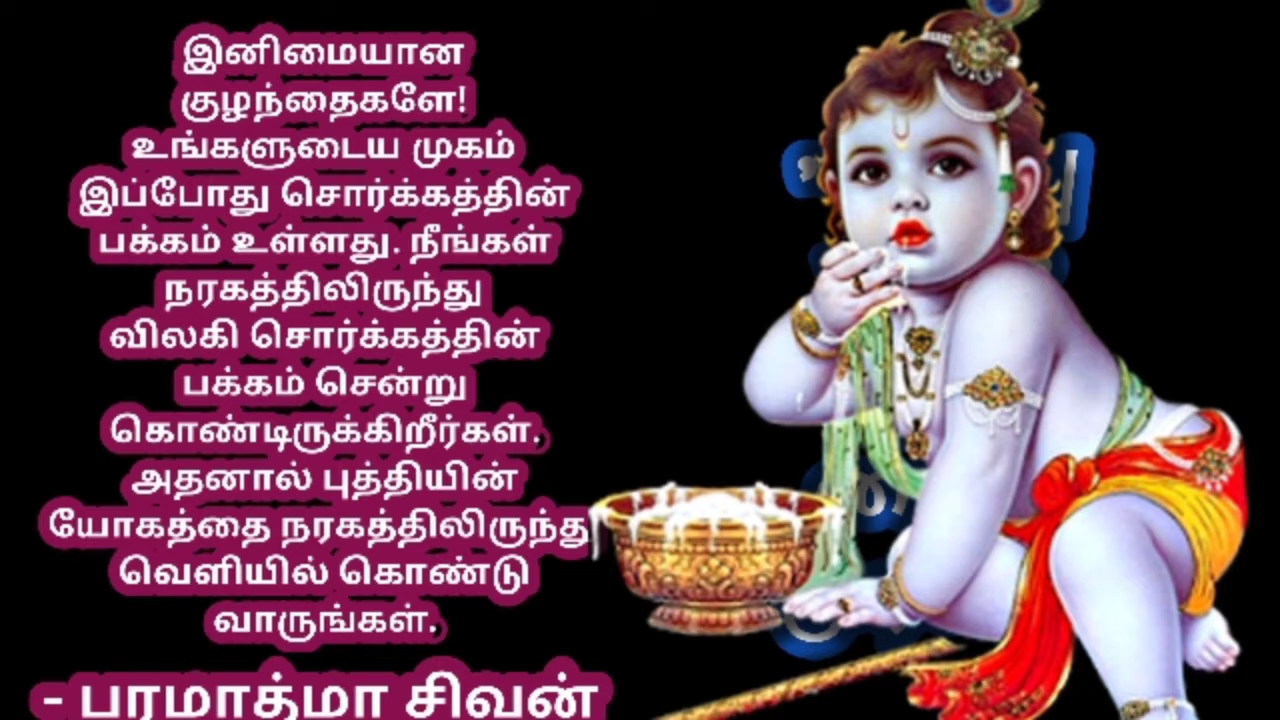 இனிமையான
குழந்தைகளே!
உங்களுடைய முகம்
இப்போது சொர்க்கத்தின்
பக்கம் உள்ளது. நீங்கள்
நரகத்திலிருந்து
விலகி சொர்க்கத்தின்
பக்கம் சென்று
கொண்டிருக்கிறீர்கள்.
அதனால் புத்தியின்
யோகத்தை நரகத்திலிருந்து
வெளியில் கொண்டு
வாருங்கள்.
- பரமாத்மா சிவன்